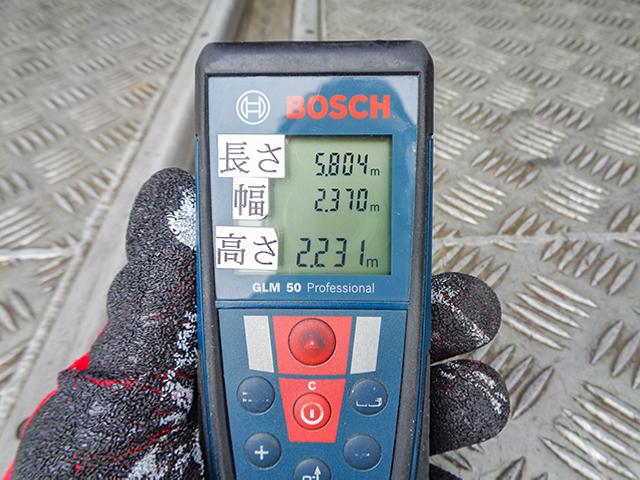 BOSCH
長さ 5.804m
幅 2.370m
高さ 2.231m
GLM 50 Professional
C